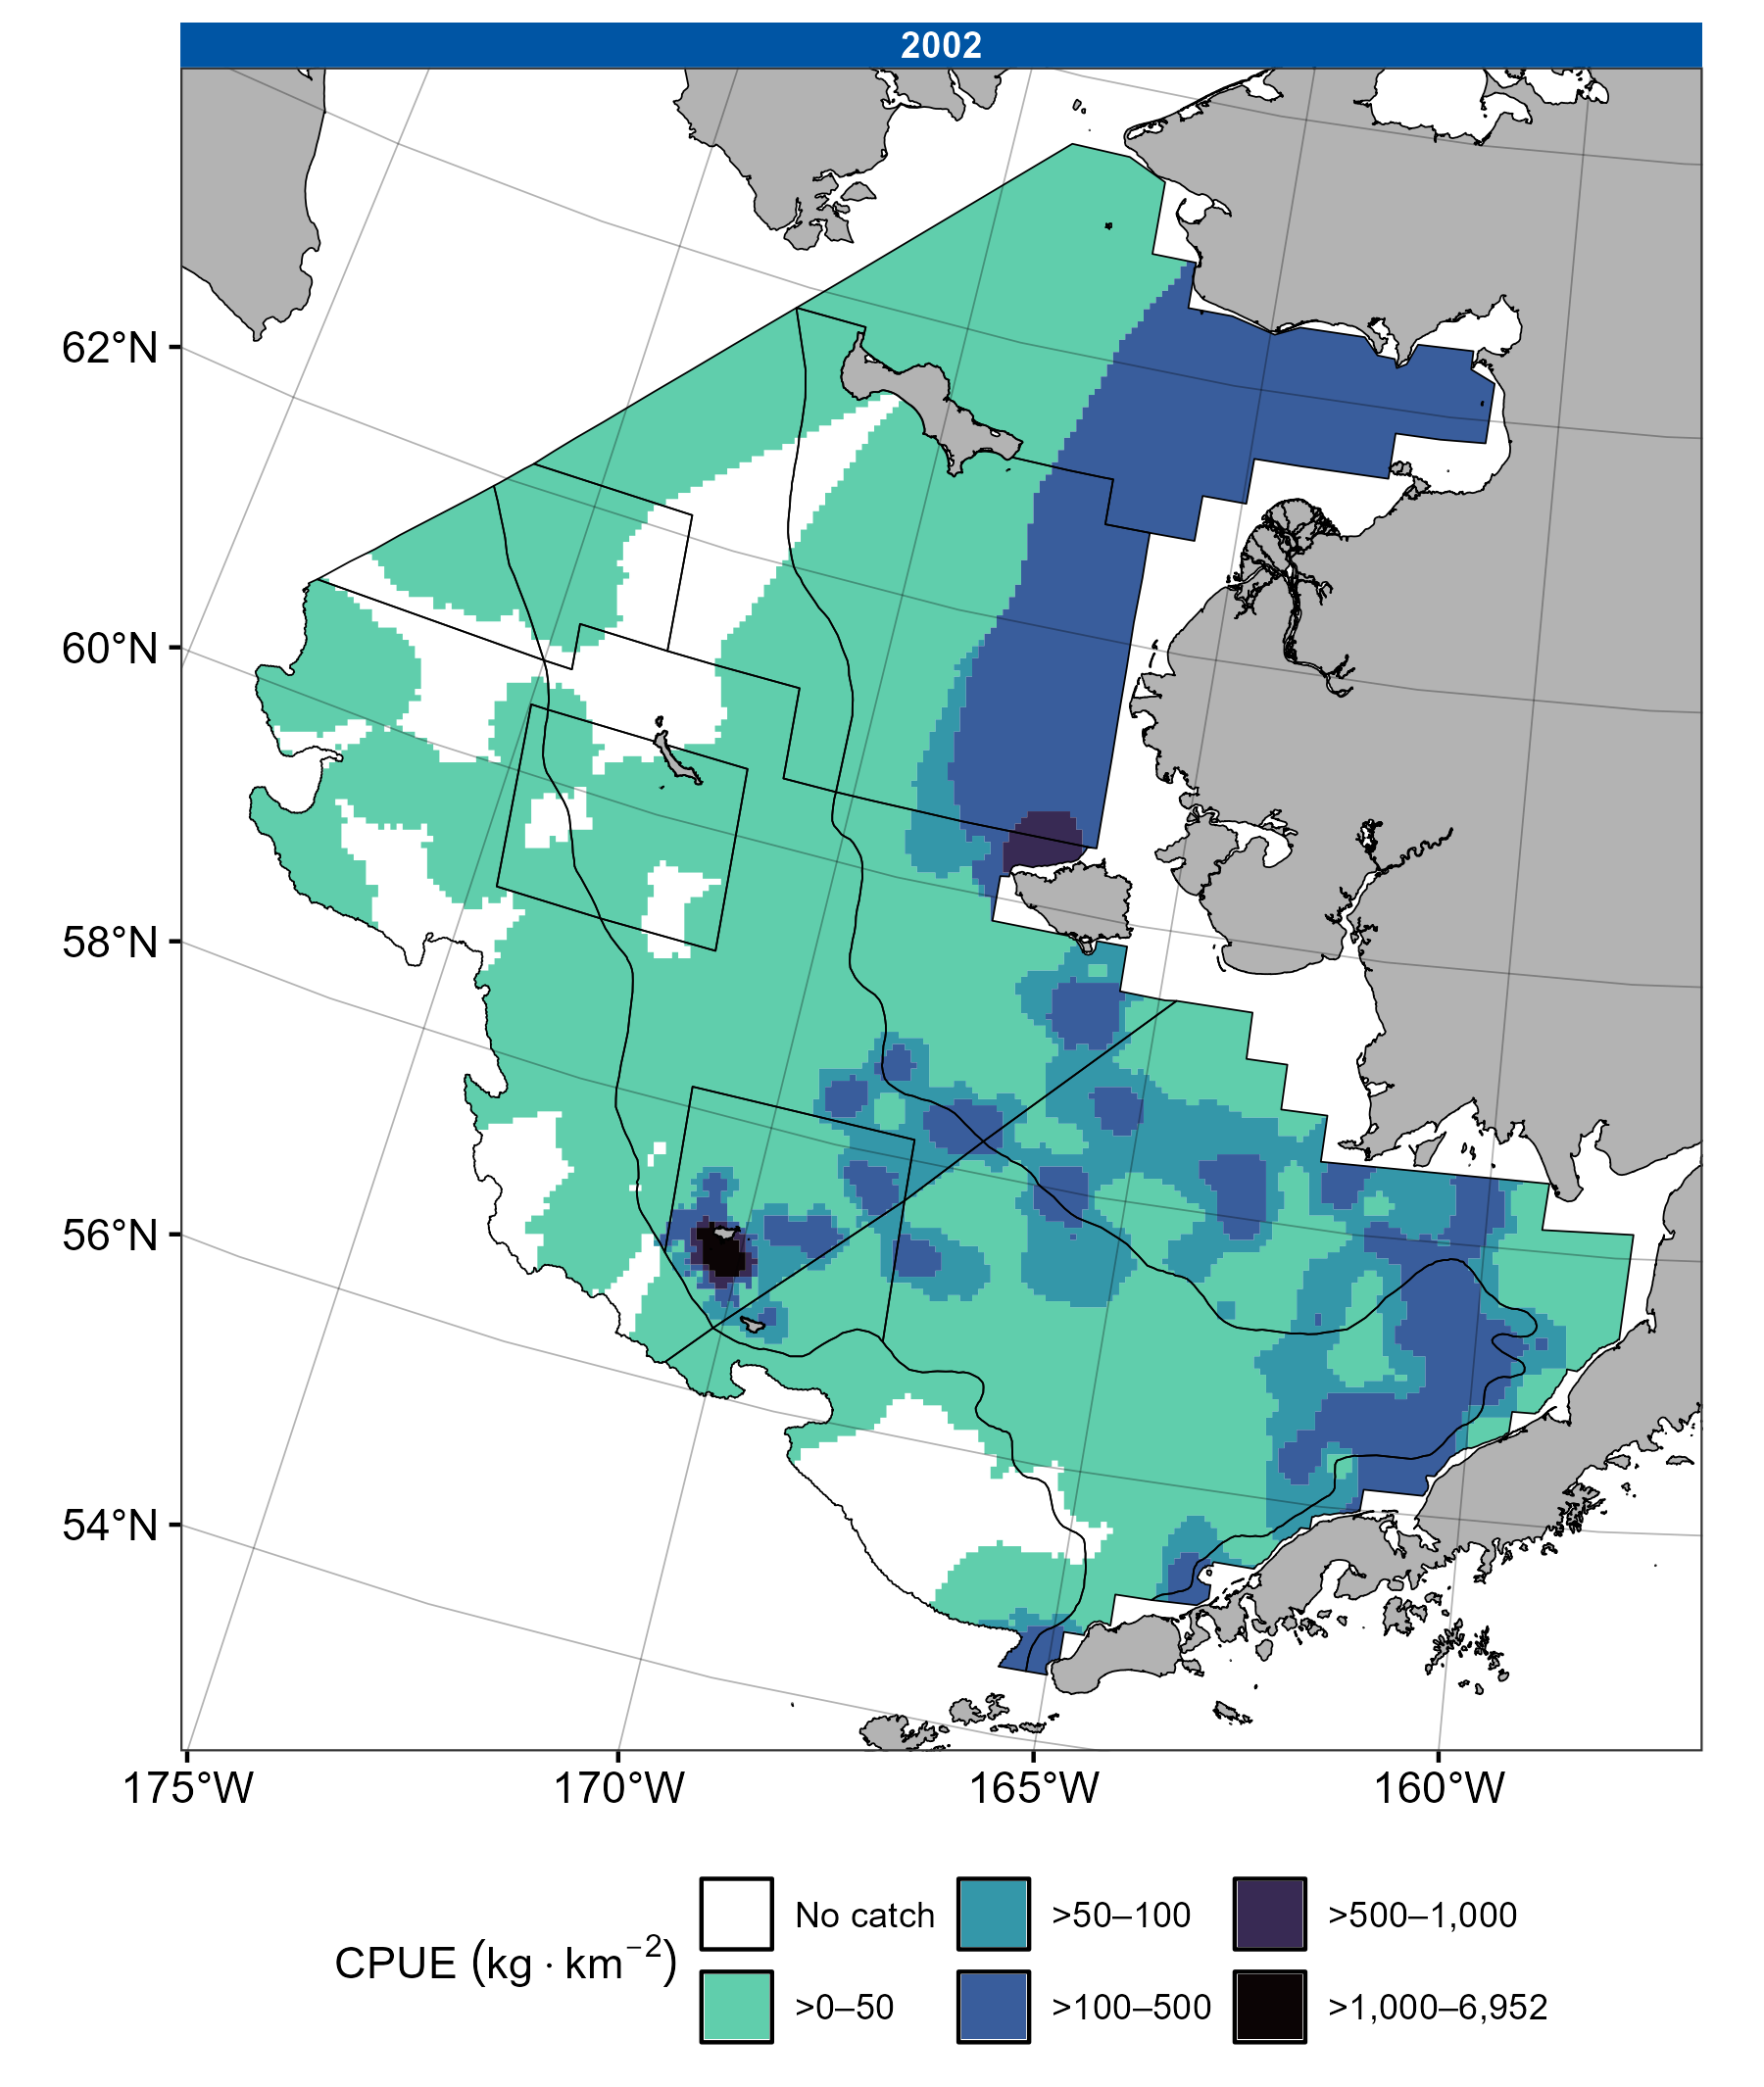 2002
62°N
60°N
58°N
56°N
54°N
175°W 170°W 165°W 160°W
CPUE (kg · km⁻²)
No catch >50–100 >500–1,000
>0–50 >100–500 >1,000–6,952